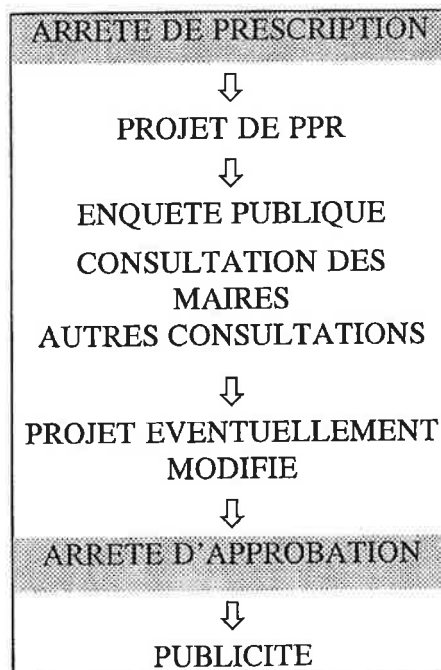 ARRETE DE PRESCRIPTION
PROJET DE PPR
ENQUETE PUBLIQUE
CONSULTATION DES
MAIRES
AUTRES CONSULTATIONS
PROJET EVENTUELLEMENT
MODIFIE
ARRETE D'APPROBATION
PUBLICITE